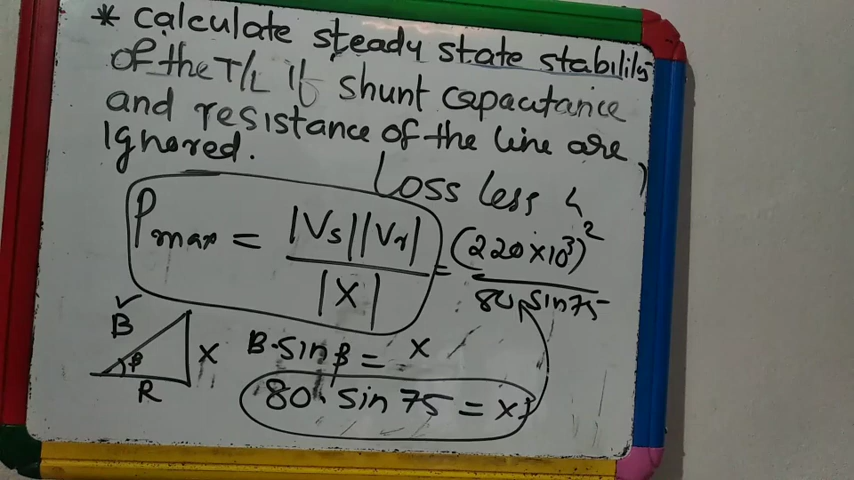 * calculate steady state stability
of the T/L if shunt capacitance
and resistance of the line are
Ignored.
Loss less
Pmax = |Vs||Vr| / |X| = (220×10³)² / 80 sin75
B
β
X
R
B·sinβ = X
80 · sin 75 = X